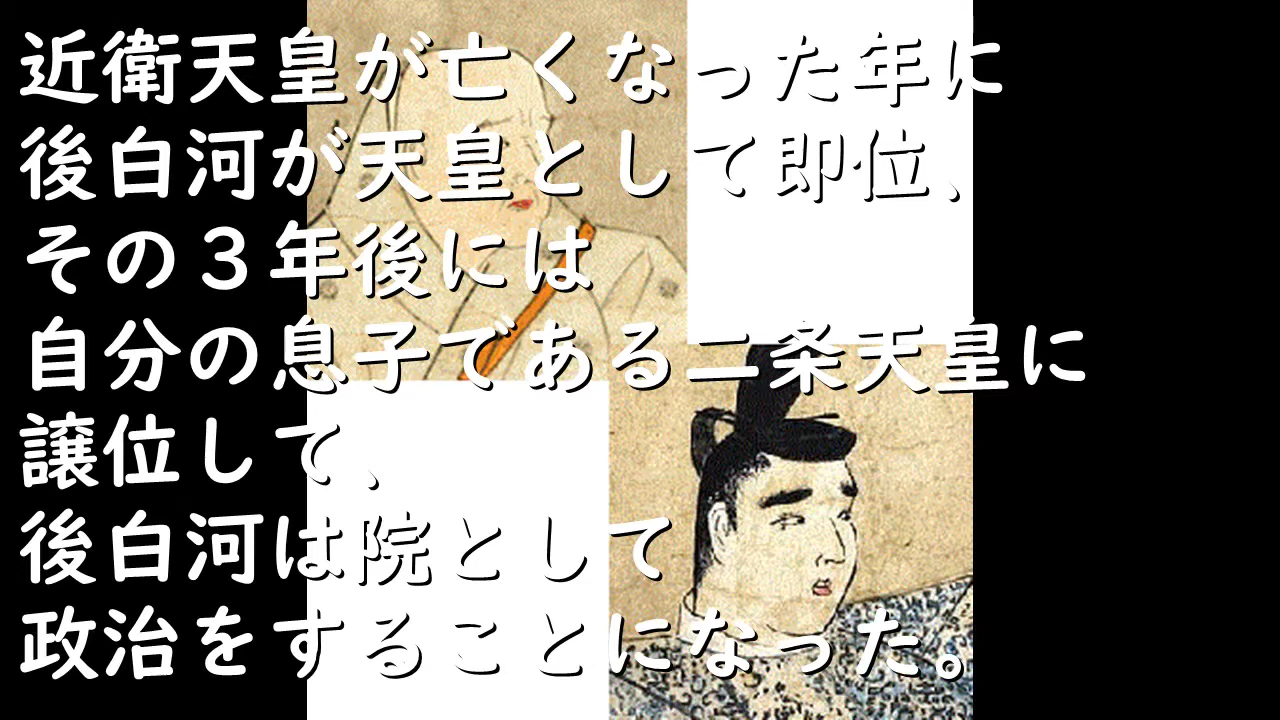 近衛天皇が亡くなった年に
後白河が天皇として即位、
その３年後には
自分の息子である二条天皇に
譲位して、
後白河は院として
政治をすることになった。